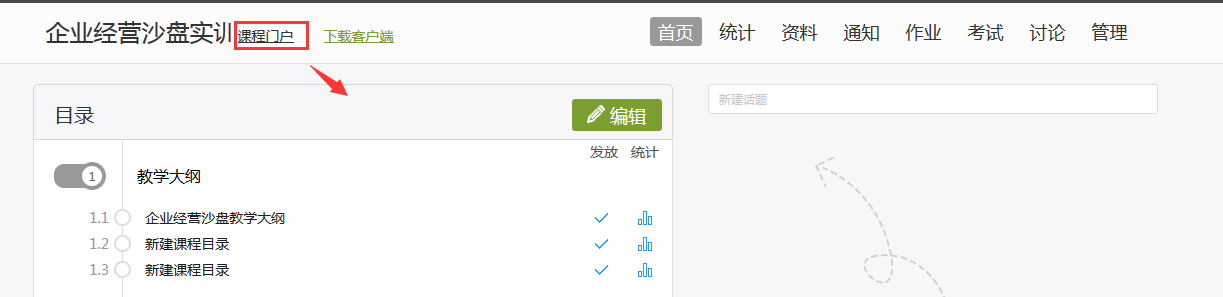 企业经营沙盘实训 课程门户 下载客户端 首页 统计 资料 通知 作业 考试 讨论 管理
目录 编辑 新建话题
发放 统计
1 教学大纲
1.1 企业经营沙盘教学大纲
1.2 新建课程目录
1.3 新建课程目录